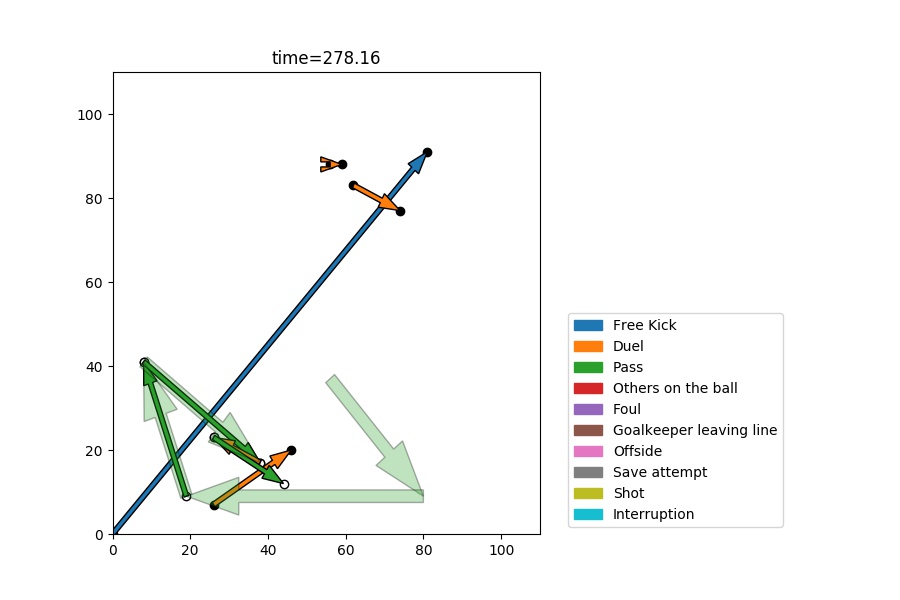 time=278.16
100
80
60
40
20
0
0
20
40
60
80
100
Free Kick
Duel
Pass
Others on the ball
Foul
Goalkeeper leaving line
Offside
Save attempt
Shot
Interruption